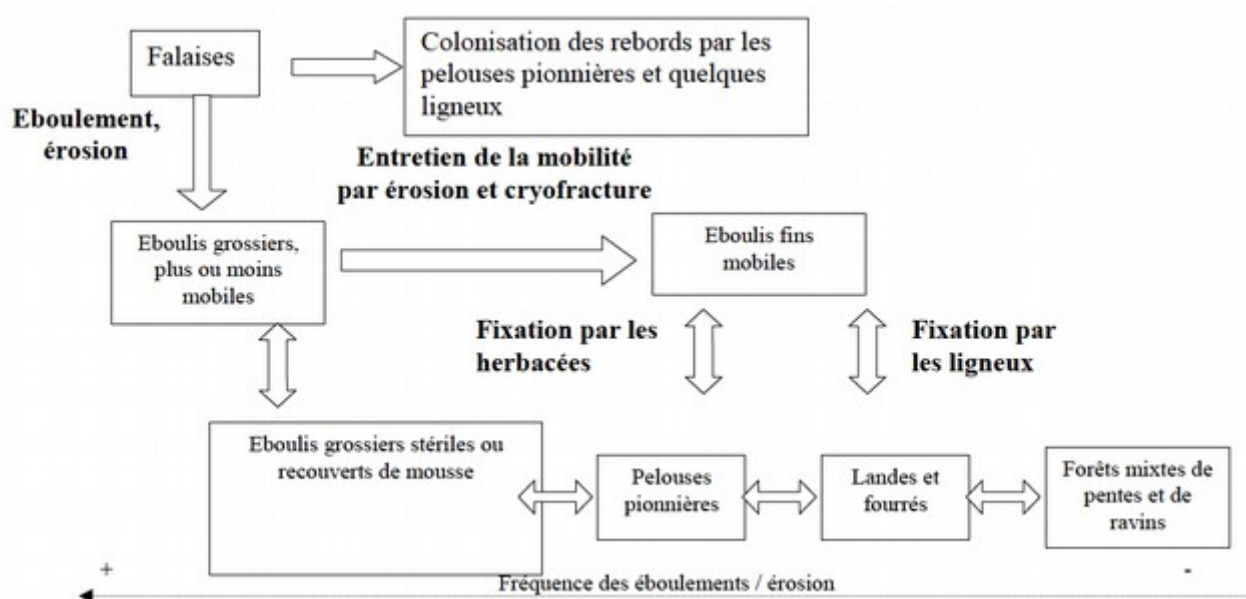 Falaises
Colonisation des rebords par les
pelouses pionnières et quelques
ligneux
Eboulement,
érosion
Entretien de la mobilité
par érosion et cryofracture
Eboulis grossiers,
plus ou moins
mobiles
Eboulis fins
mobiles
Fixation par les
herbacées
Fixation par
les ligneux
Eboulis grossiers stériles ou
recouverts de mousse
Pelouses
pionnières
Landes et
fourrés
Forêts mixtes de
pentes et de
ravins
+
-
Fréquence des éboulements / érosion